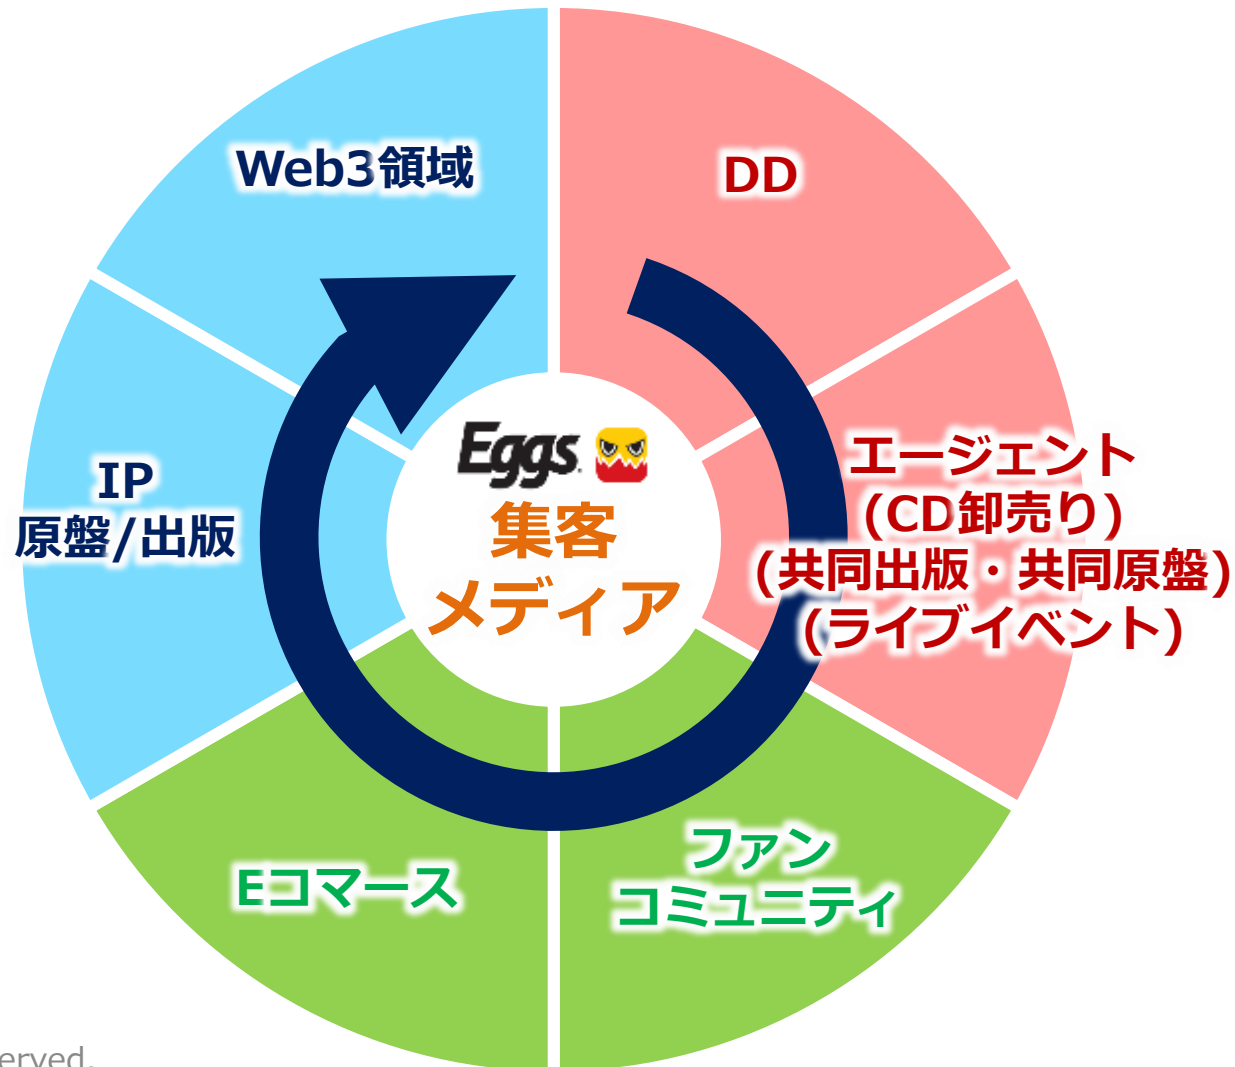 Web3領域
DD
エージェント
(CD卸売り)
(共同出版・共同原盤)
(ライブイベント)
IP
原盤/出版
Eggs
集客
メディア
Eコマース
ファン
コミュニティ
erved.